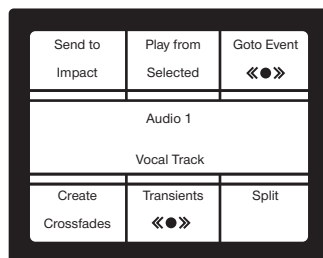 Send to Play from Goto Event
Impact Selected «●»
Audio 1
Vocal Track
Create Transients Split
Crossfades «●»